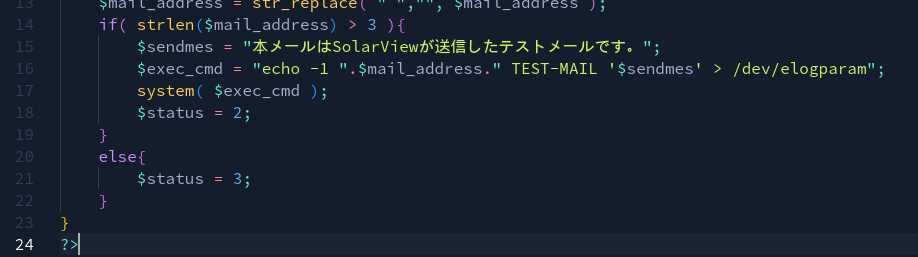 13 $mail_address = str_replace( " ","", $mail_address );
14 if( strlen($mail_address) > 3 ){
15 $sendmes = "本メールはSolarViewが送信したテストメールです。";
16 $exec_cmd = "echo -1 ".$mail_address." TEST-MAIL '$sendmes' > /dev/elogparam";
17 system( $exec_cmd );
18 $status = 2;
19 }
20 else{
21 $status = 3;
22 }
23 }
24 ?>